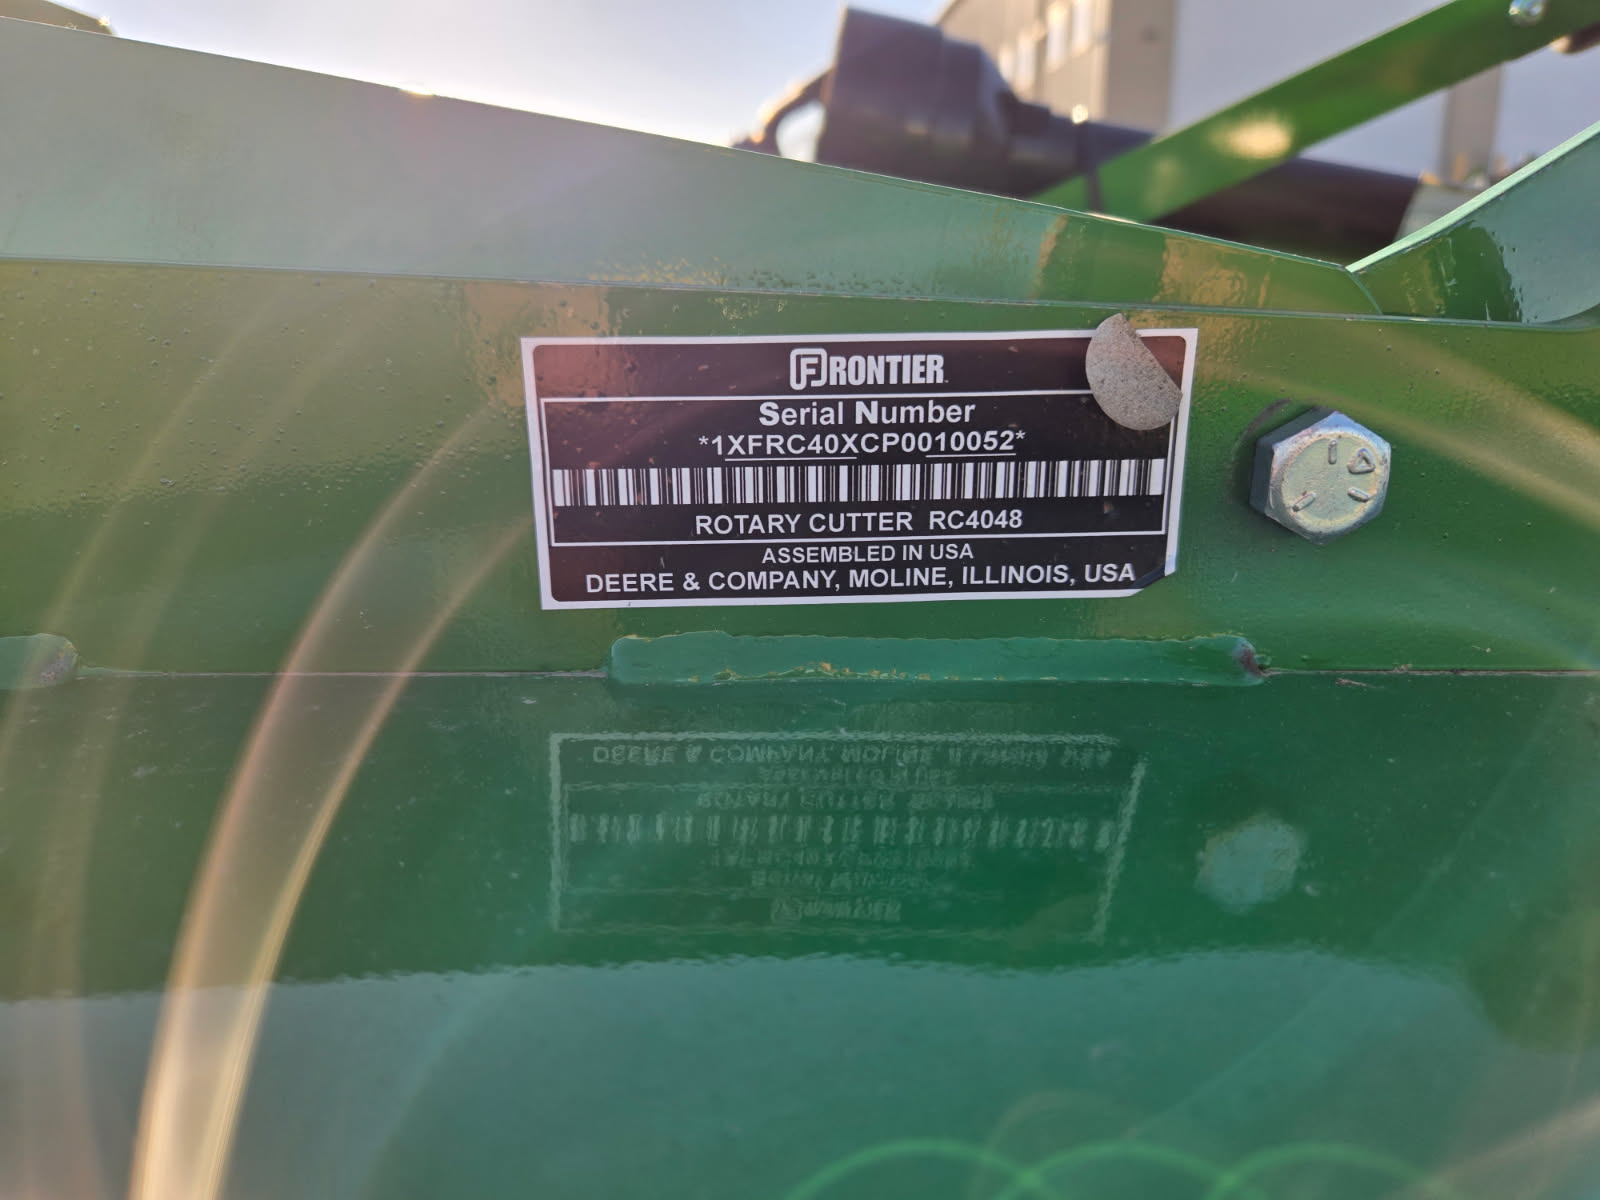 FRONTIER
Serial Number
*1XFRC40XCP0010052*
ROTARY CUTTER RC4048
ASSEMBLED IN USA
DEERE & COMPANY, MOLINE, ILLINOIS, USA